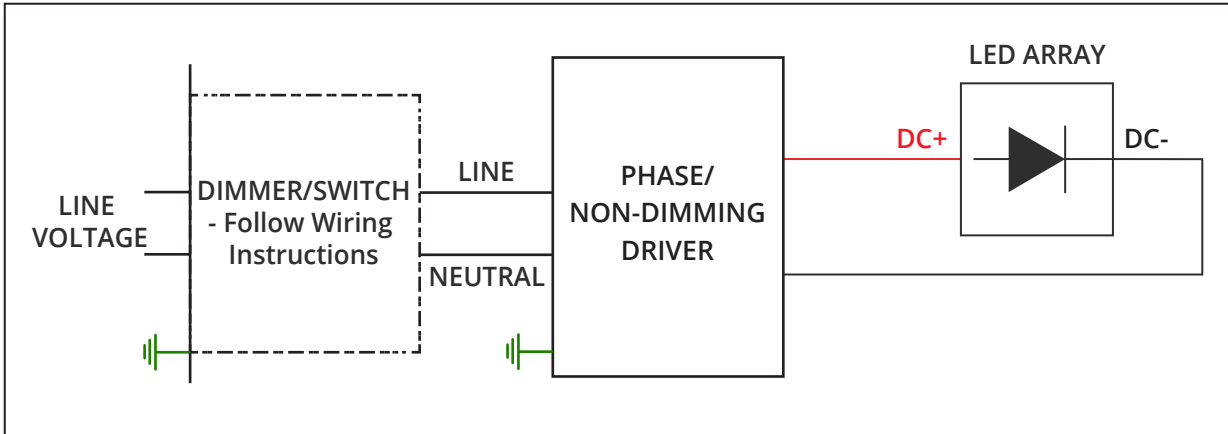 LED ARRAY
DC+
DC-
LINE
VOLTAGE
DIMMER/SWITCH
- Follow Wiring
Instructions
LINE
NEUTRAL
PHASE/
NON-DIMMING
DRIVER